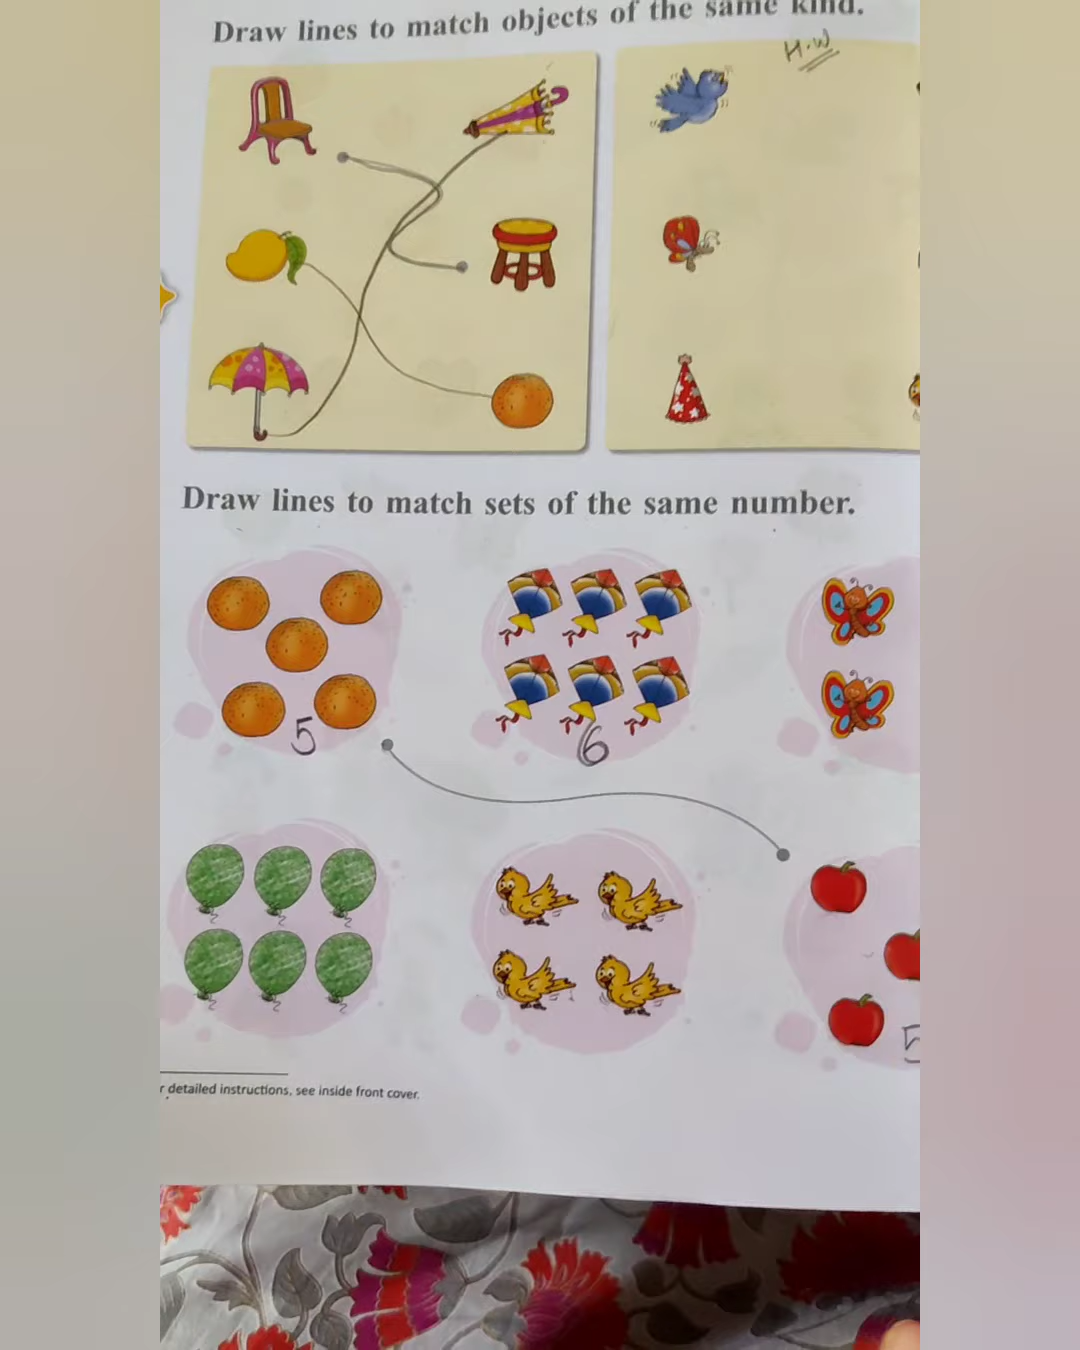 Draw lines to match objects of the same kind.
H.W
Draw lines to match sets of the same number.
5
6
5
detailed instructions, see inside front cover.